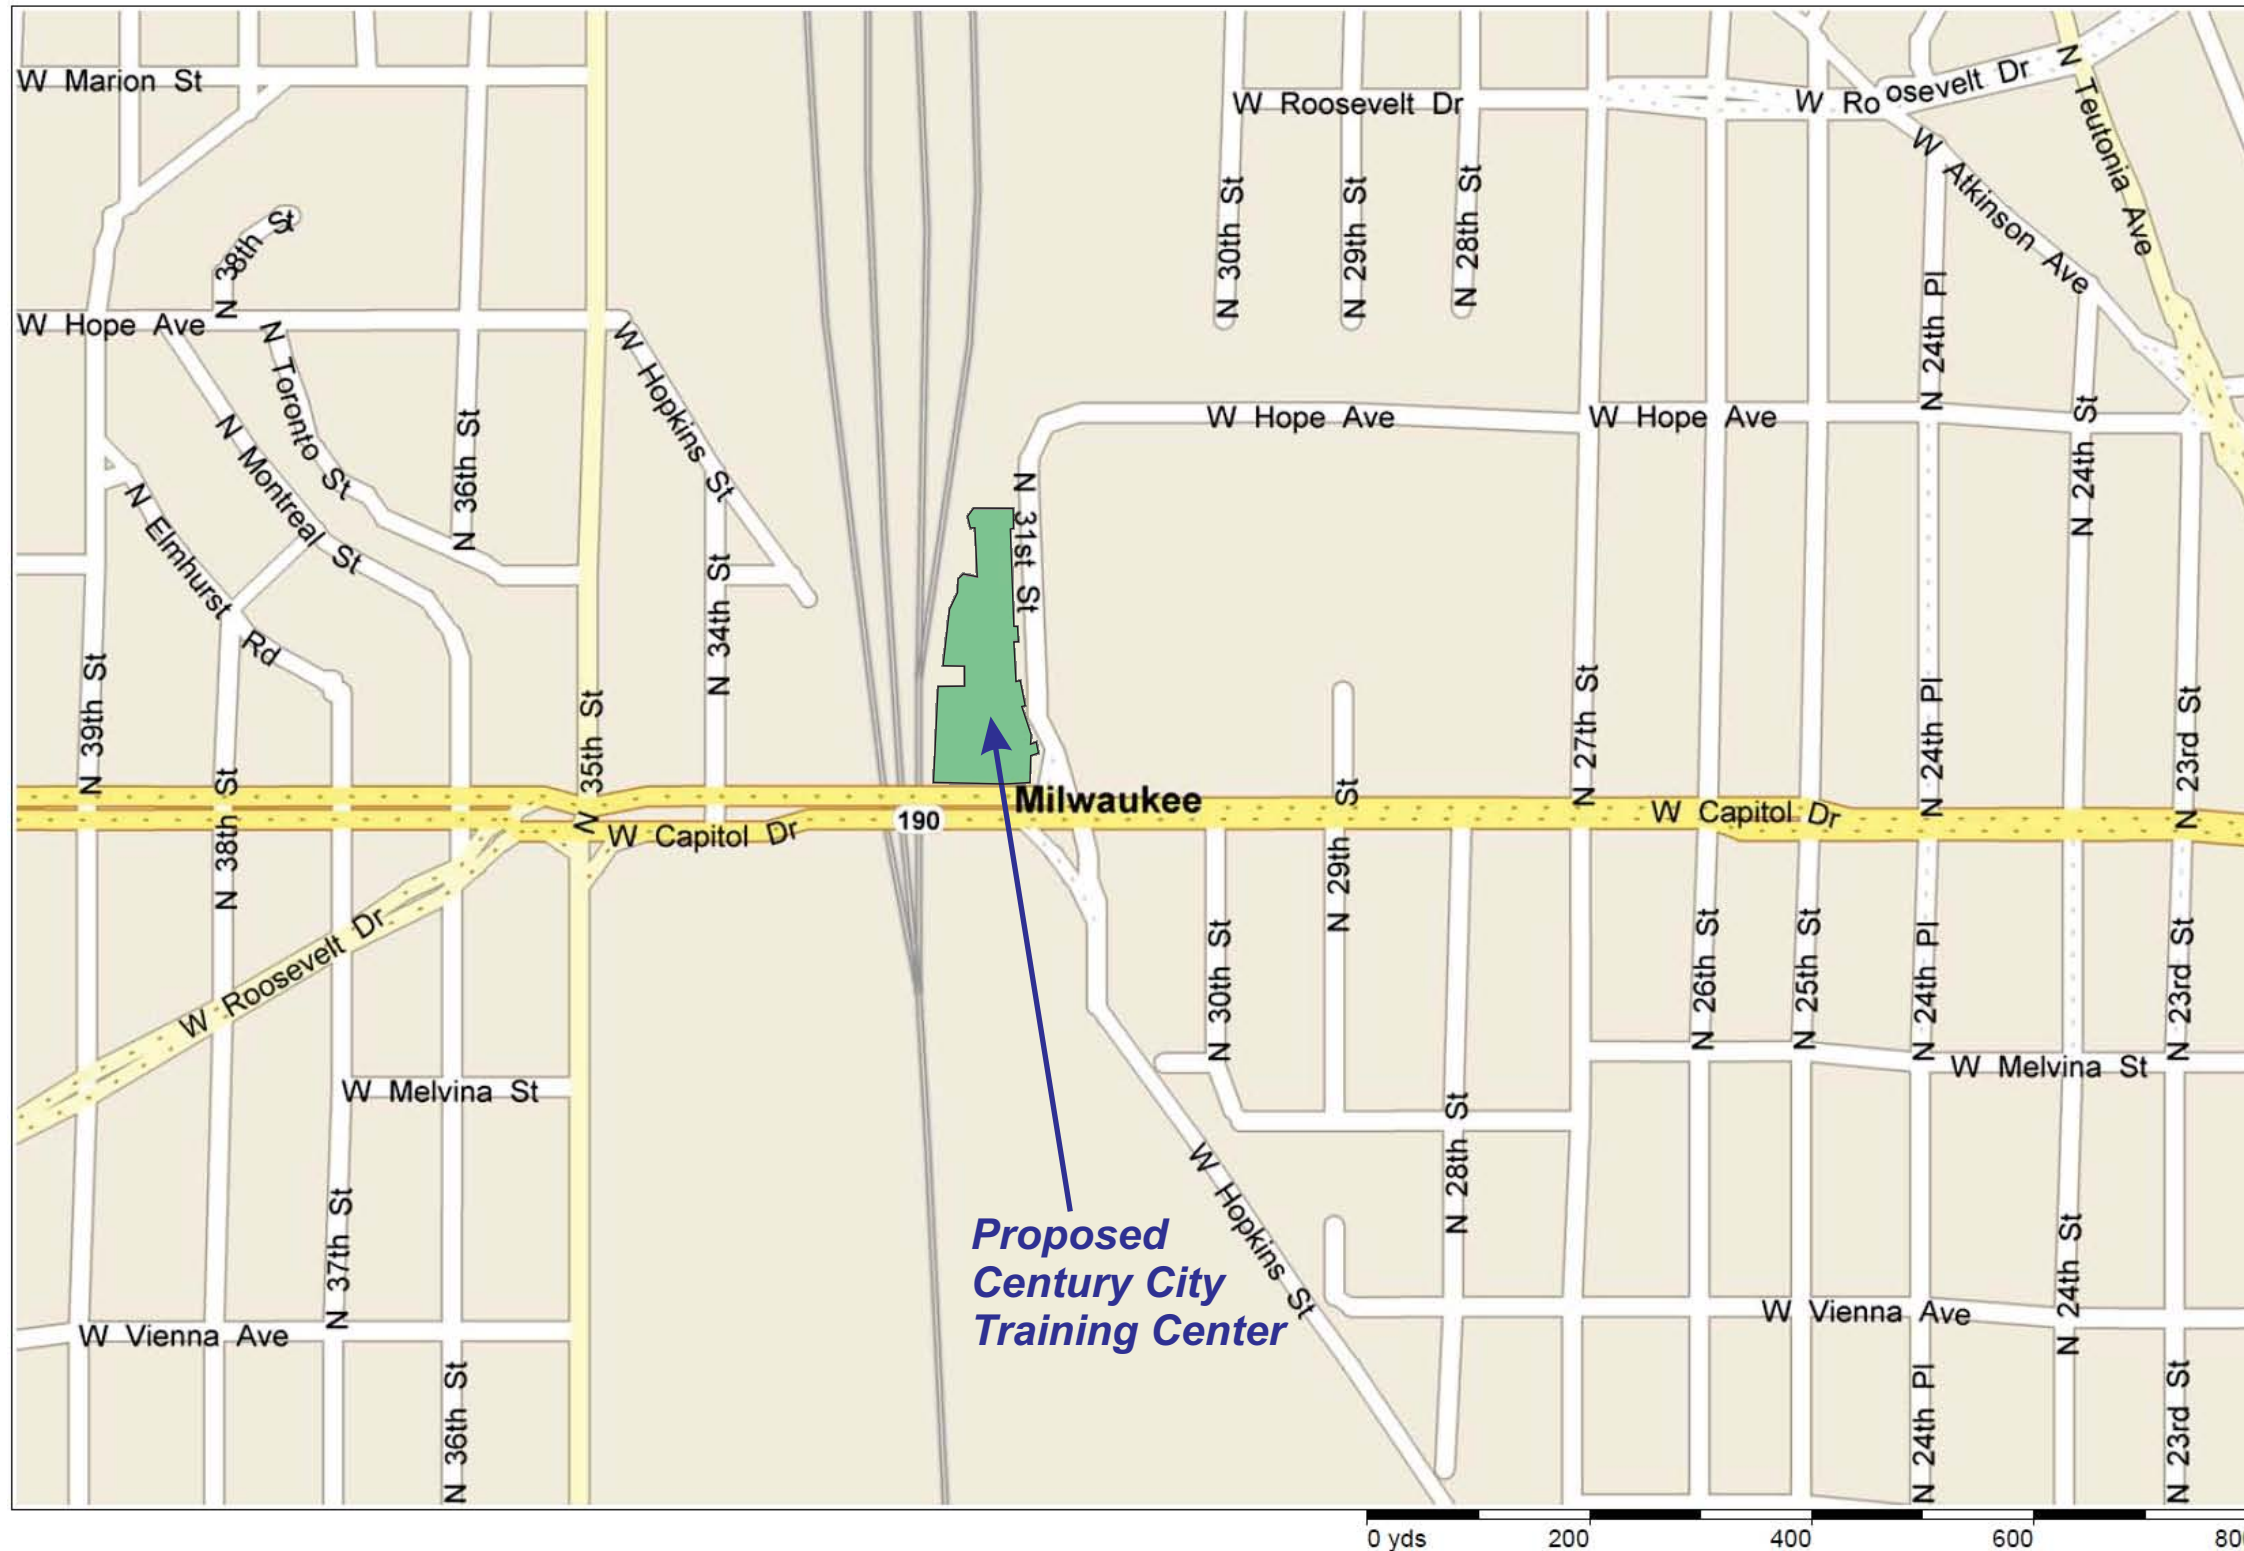 W Marion St
W Roosevelt Dr
W Roosevelt Dr
N Teutonia Ave
W Atkinson Ave
N 38th St
N 30th St
N 29th St
N 28th St
W Hope Ave
N Toronto St
W Hopkins St
N 24th Pl
N Montreal St
N 36th St
W Hope Ave
W Hope Ave
N 24th St
N Elmhurst Rd
N 31st St
N 34th St
N 39th St
N 35th St
N 27th St
N 24th Pl
N 23rd St
N 38th St
W Capitol Dr
190
Milwaukee
N 29th St
W Capitol Dr
W Roosevelt Dr
N 30th St
N 26th St
N 25th St
N 24th Pl
N 23rd St
W Melvina St
W Melvina St
N 28th St
W Hopkins St
N 37th St
Proposed
Century City
Training Center
N 24th St
W Vienna Ave
W Vienna Ave
N 36th St
N 24th Pl
N 23rd St
0 yds 200 400 600 800